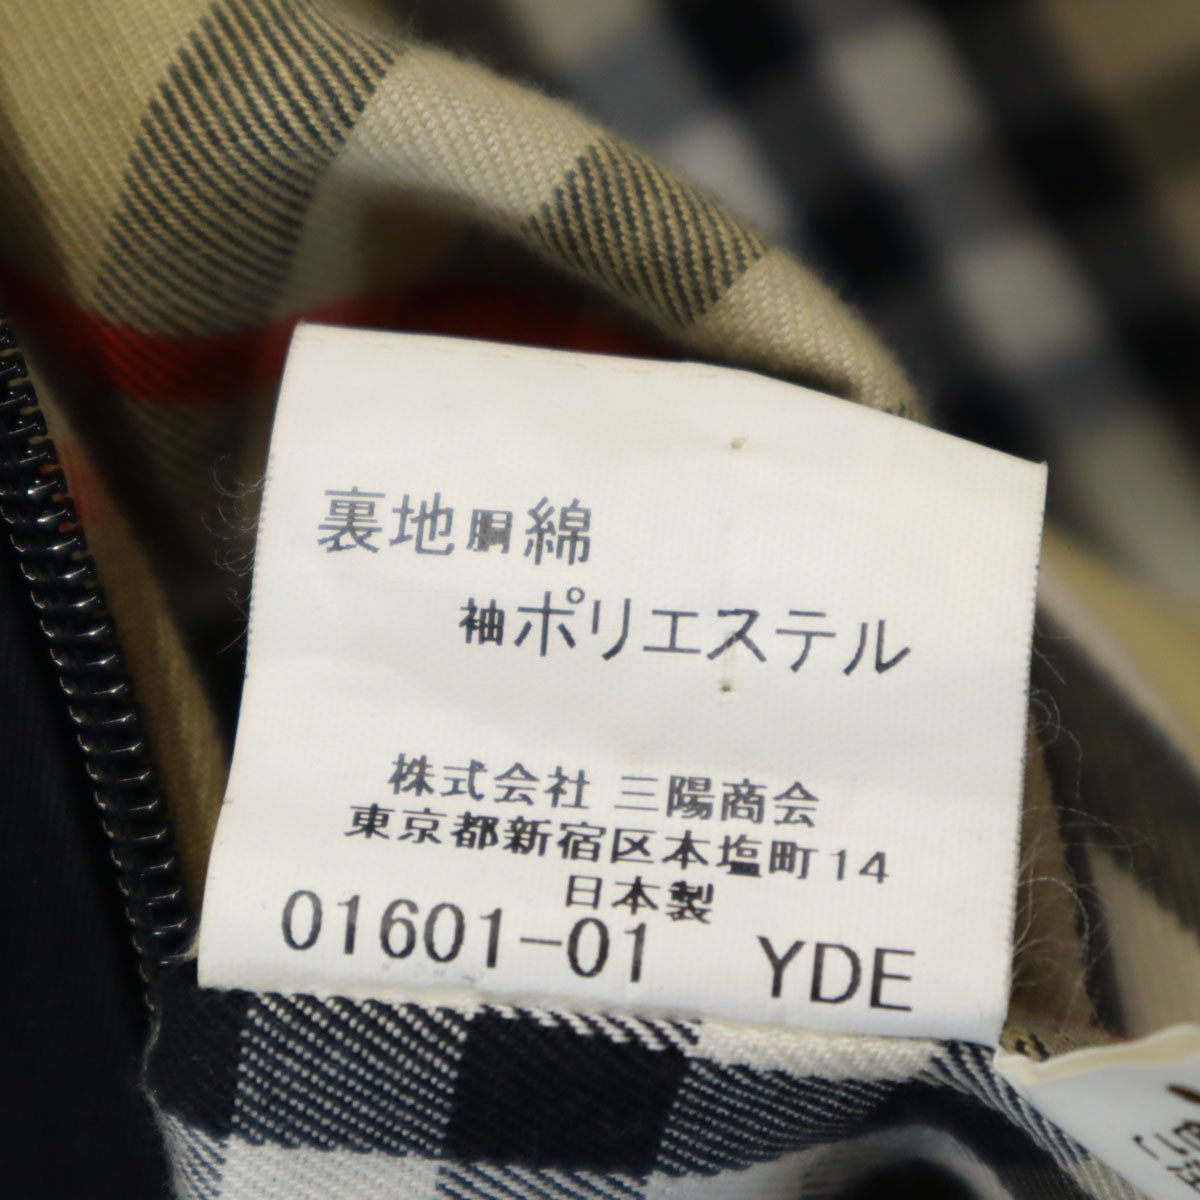 裏地胴綿
袖ポリエステル
株式会社 三陽商会
東京都新宿区本塩町14
日本製
01601-01 YDE